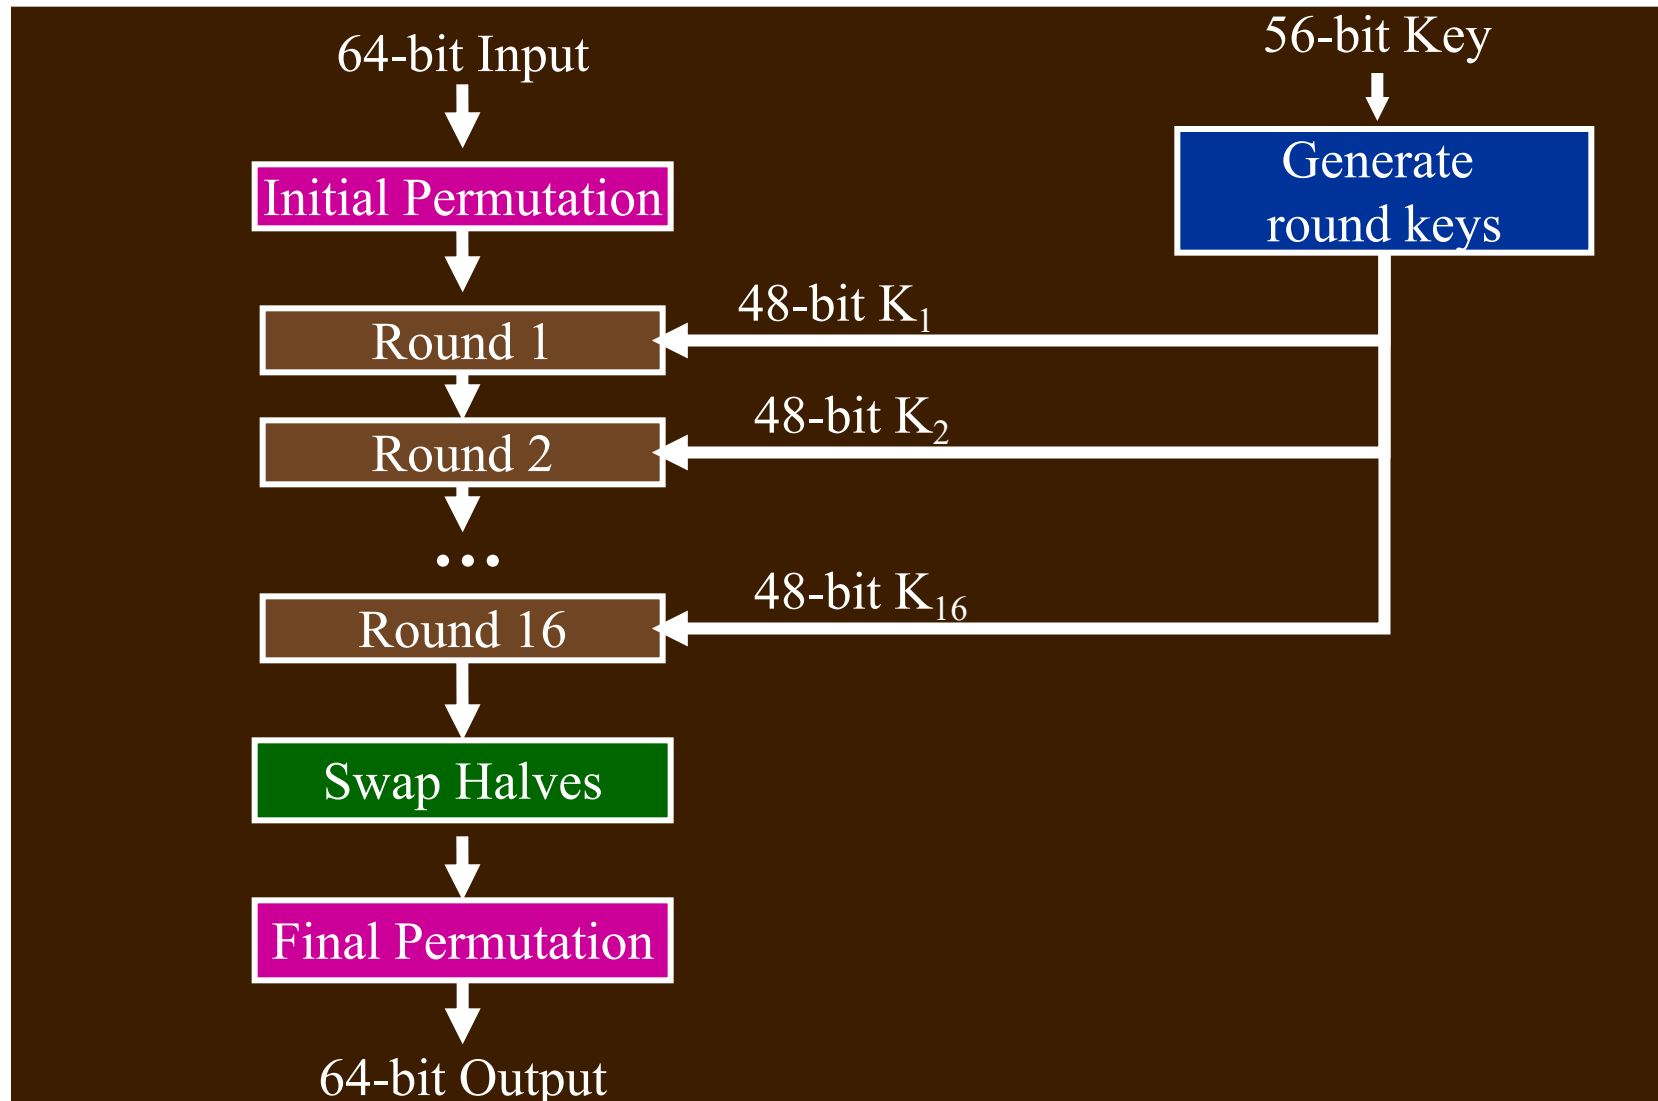 64-bit Input
56-bit Key
Initial Permutation
Generate
round keys
48-bit K₁
Round 1
48-bit K₂
Round 2
...
48-bit K₁₆
Round 16
Swap Halves
Final Permutation
64-bit Output